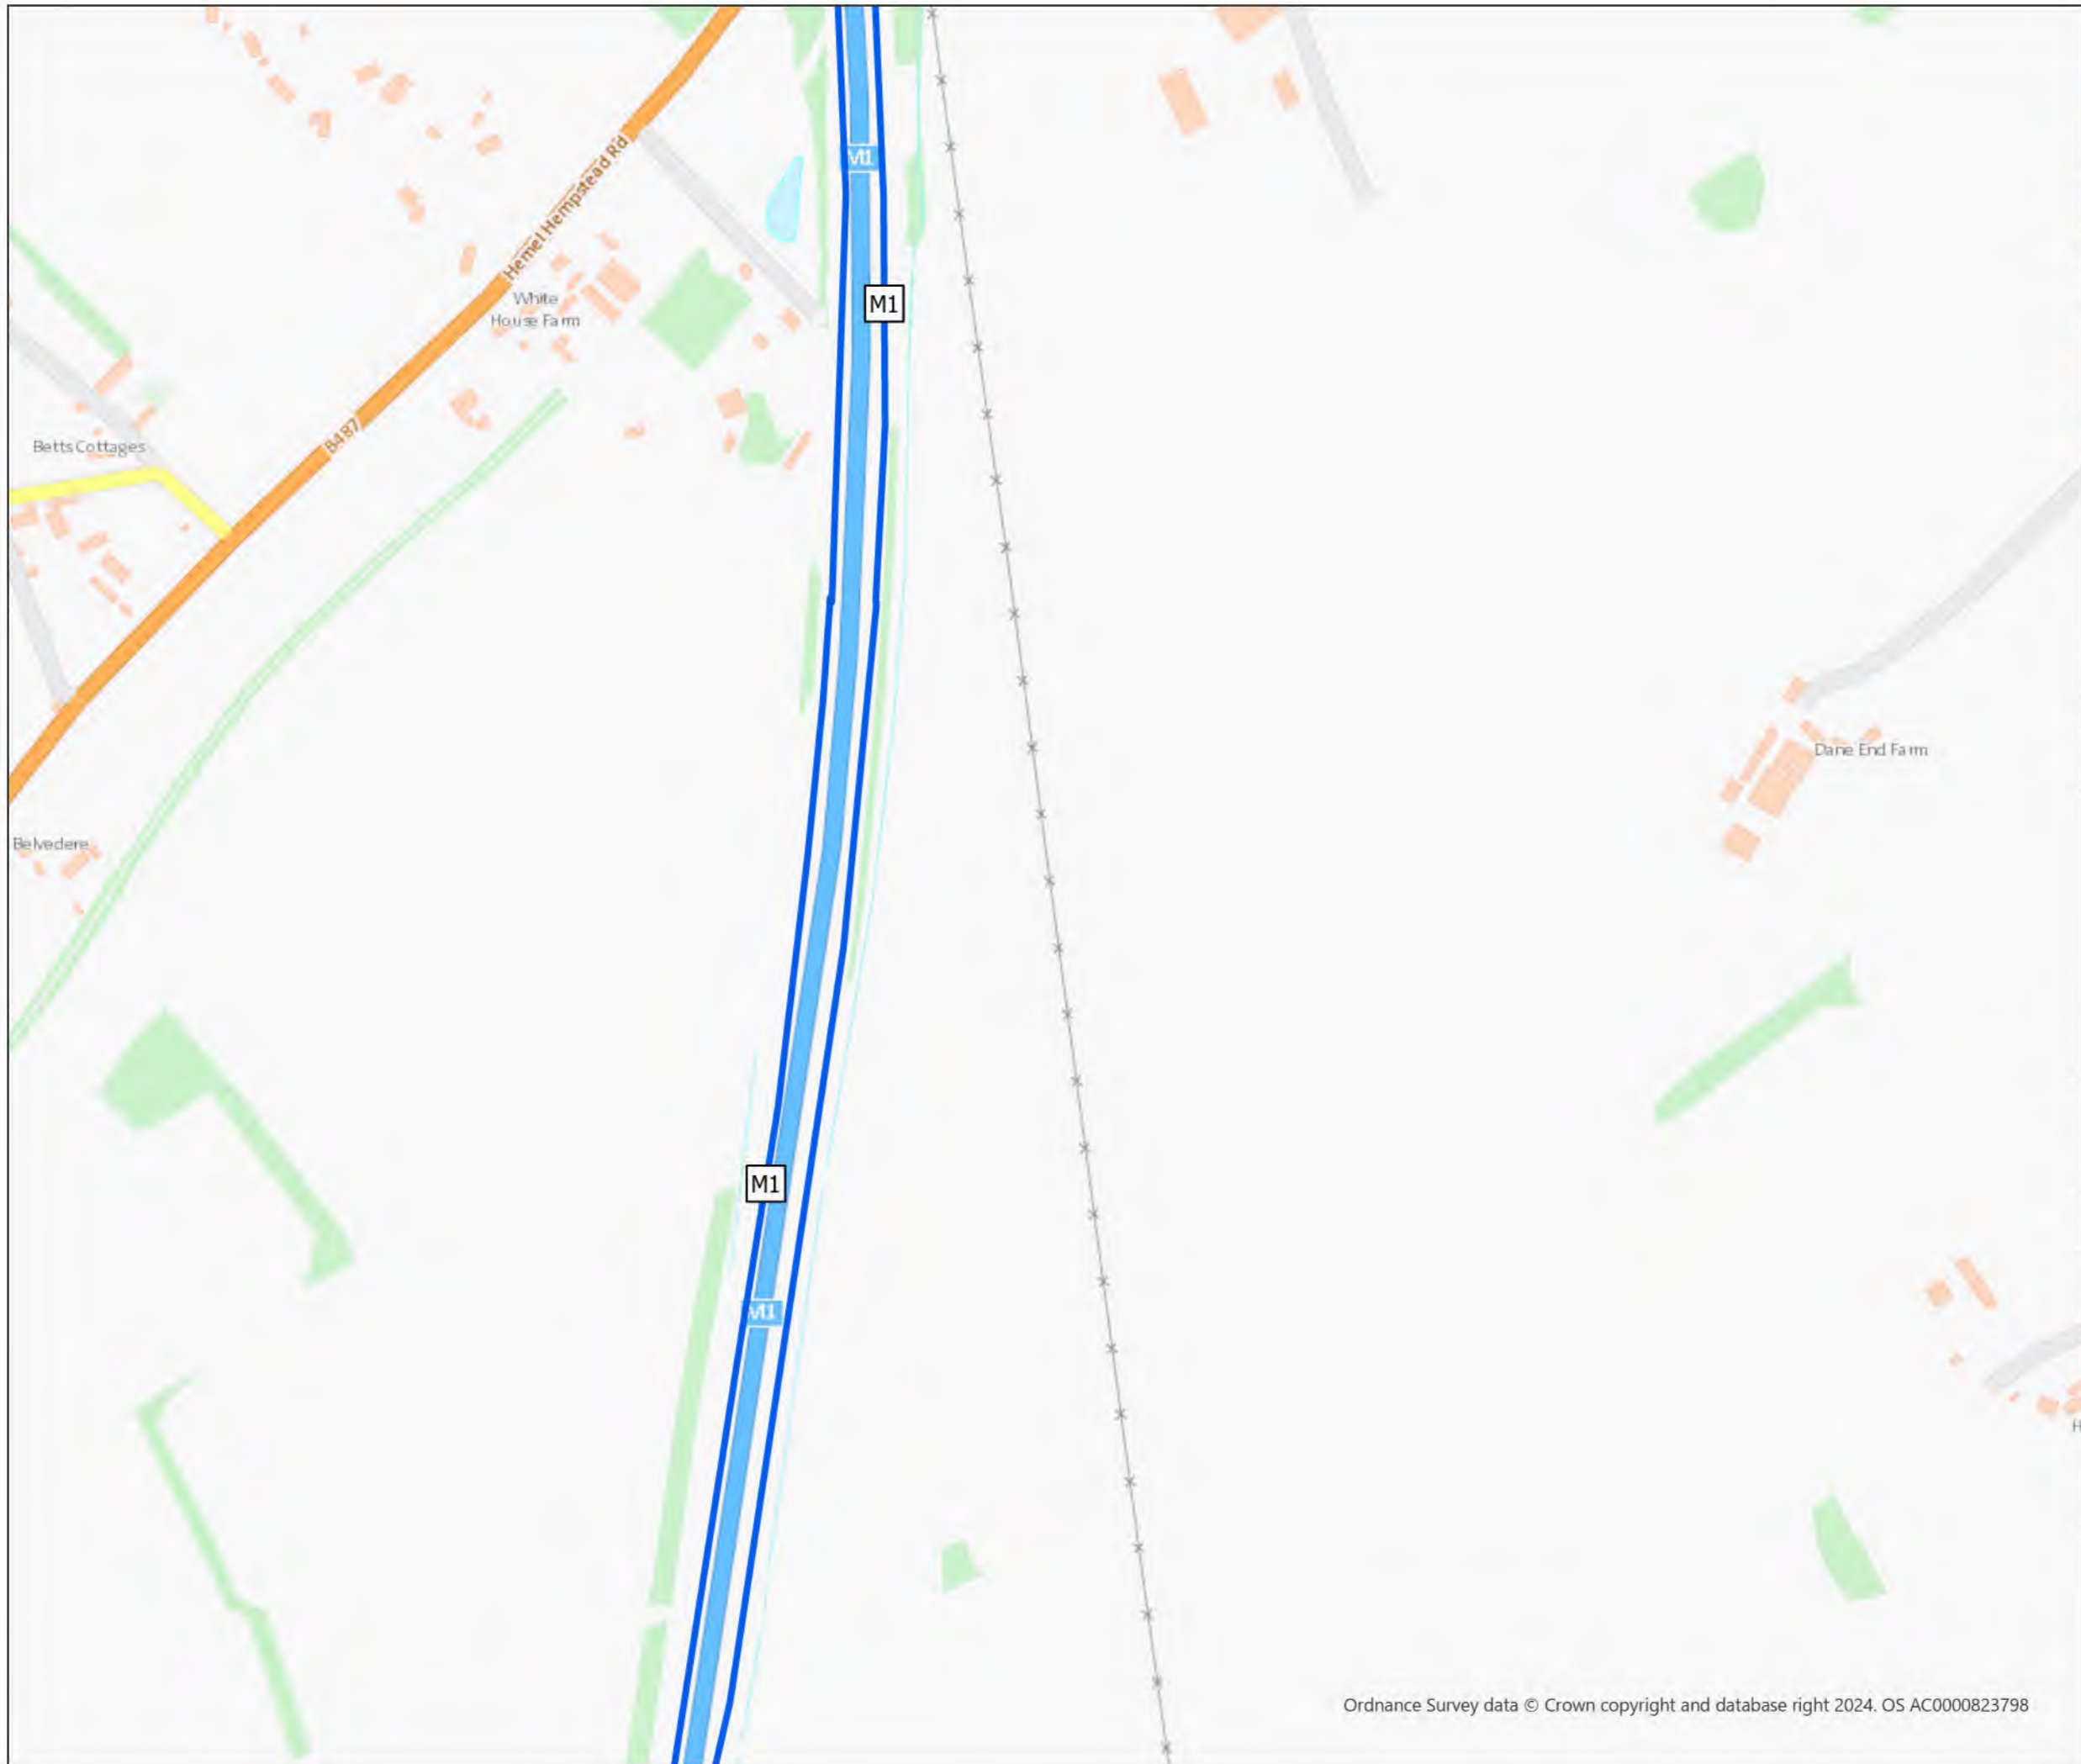 M1
Hemel Hempstead Rd
M1
White
House Farm
B487
Betts Cottages
Dane End Farm
Belvedere
M1
M1
H
Ordnance Survey data © Crown copyright and database right 2024. OS AC0000823798